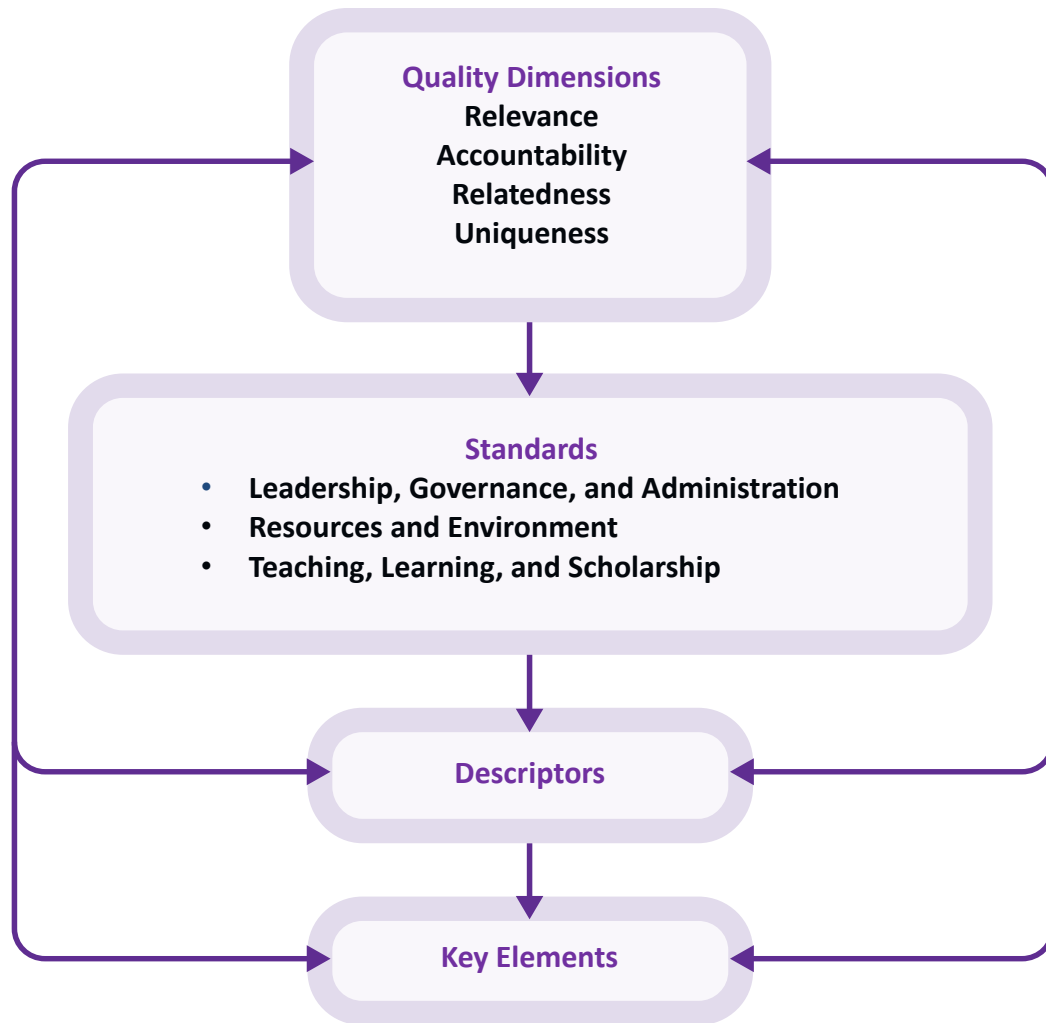 Quality Dimensions
Relevance
Accountability
Relatedness
Uniqueness
Standards
• Leadership, Governance, and Administration
• Resources and Environment
• Teaching, Learning, and Scholarship
Descriptors
Key Elements